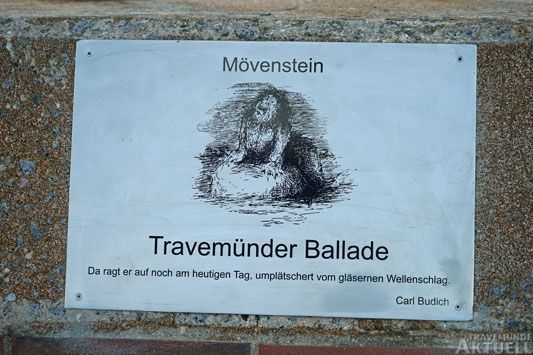 Mövenstein
Travemünder Ballade
Da ragt er auf noch am heutigen Tag, umplätschert vom gläsernen Wellenschlag.
Carl Budich
TRAVEMÜNDE
AKTUELL